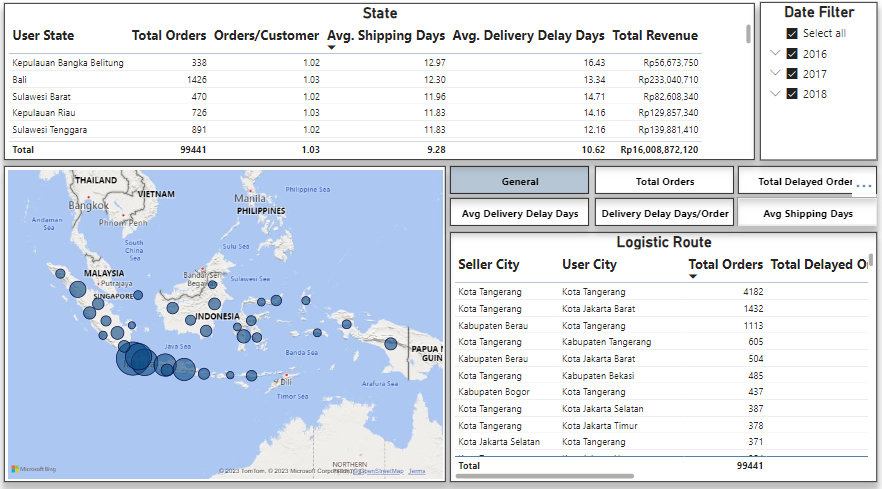 State
User State Total Orders Orders/Customer Avg. Shipping Days Avg. Delivery Delay Days Total Revenue
Kepulauan Bangka Belitung 338 1.02 12.97 16.43 Rp56,673,750
Bali 1426 1.03 12.30 13.34 Rp233,040,710
Sulawesi Barat 470 1.02 11.96 14.71 Rp82,608,340
Kepulauan Riau 726 1.03 11.83 14.16 Rp129,857,340
Sulawesi Tenggara 891 1.02 11.83 12.16 Rp139,881,410
Total 99441 1.03 9.28 10.62 Rp16,008,872,120
Date Filter
Select all
2016
2017
2018
THAILAND
Bangkok
VIETNAM
Phnom Penh
Andaman
Sea
South
China
Sea
Manila
PHILIPPINES
Philippine Sea
Sulu Sea
MALAYSIA
Putrajaya
SINGAPORE
Bandar Seri
Begawan
Sulawesi Sea
INDONESIA
Java Sea
Banda Sea
Dili
Timor Sea
Arafura Sea
PAPUA N
GUIN
NORTHERN
Microsoft Bing
© 2023 TomTom, © 2023 Microsoft Corporation, © OpenStreetMap Terms
General
Total Orders
Total Delayed Order
...
Avg Delivery Delay Days
Delivery Delay Days/Order
Avg Shipping Days
Logistic Route
Seller City User City Total Orders Total Delayed O
Kota Tangerang Kota Tangerang 4182
Kota Tangerang Kota Jakarta Barat 1432
Kabupaten Berau Kota Tangerang 1113
Kota Tangerang Kabupaten Tangerang 605
Kabupaten Berau Kota Jakarta Barat 504
Kota Tangerang Kabupaten Bekasi 485
Kabupaten Bogor Kota Tangerang 437
Kota Tangerang Kota Jakarta Selatan 387
Kota Tangerang Kota Jakarta Timur 378
Kota Jakarta Selatan Kota Tangerang 371
Total 99441